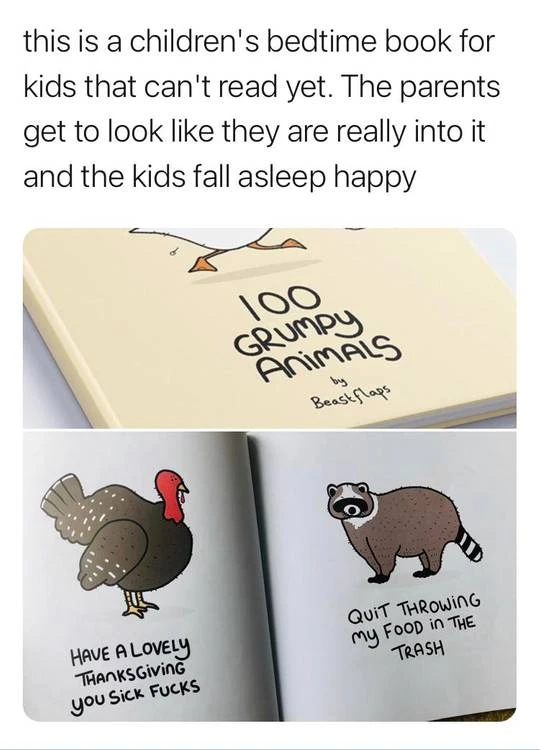 this is a children's bedtime book for
kids that can't read yet. The parents
get to look like they are really into it
and the kids fall asleep happy
100
GRUMPY
AnimALS
by
Beastflaps
HAVE A LOVELY
THAnKSGiVinG
you Sick Fucks
QUiT THROWinG
my FOOD in THE
TRASH